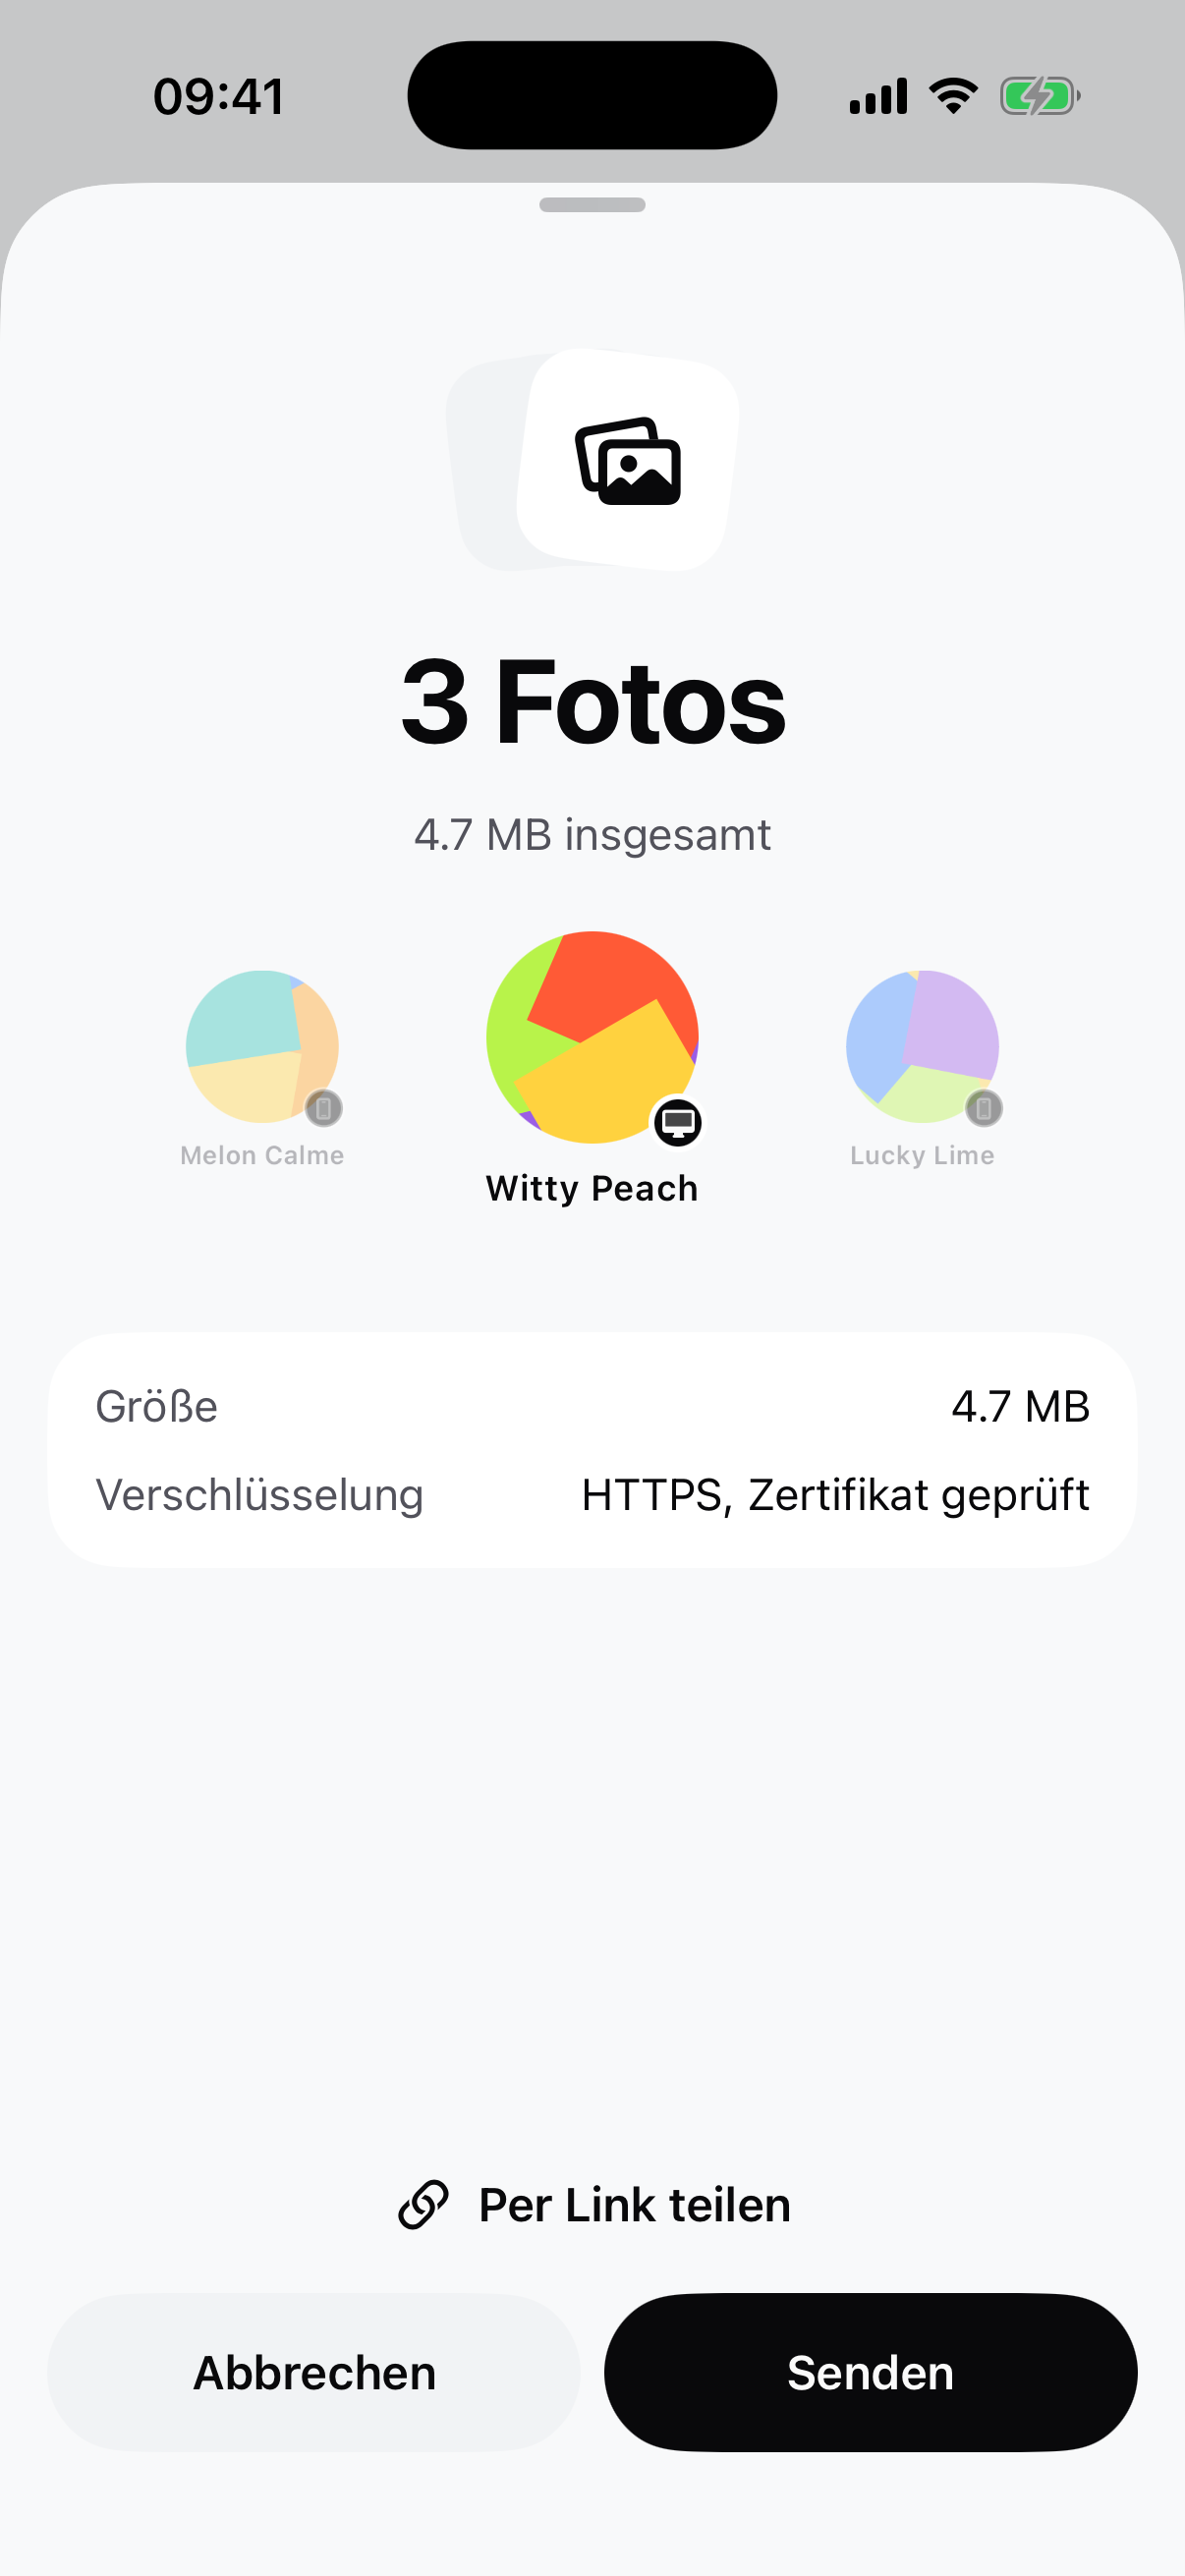 09:41
3 Fotos
4.7 MB insgesamt
Melon Calme
Witty Peach
Lucky Lime
Größe 4.7 MB
Verschlüsselung HTTPS, Zertifikat geprüft
Per Link teilen
Abbrechen Senden